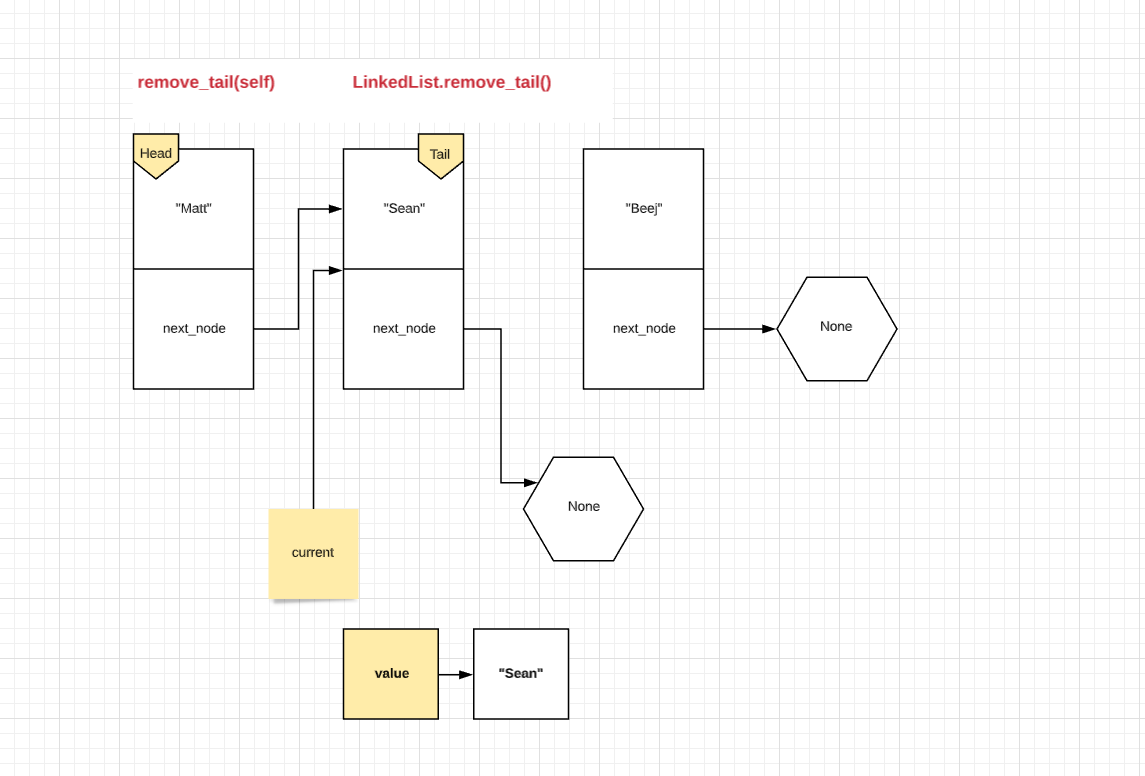 remove_tail(self)
LinkedList.remove_tail()
Head
Tail
"Matt"
"Sean"
"Beej"
next_node
next_node
next_node
None
None
current
value
"Sean"